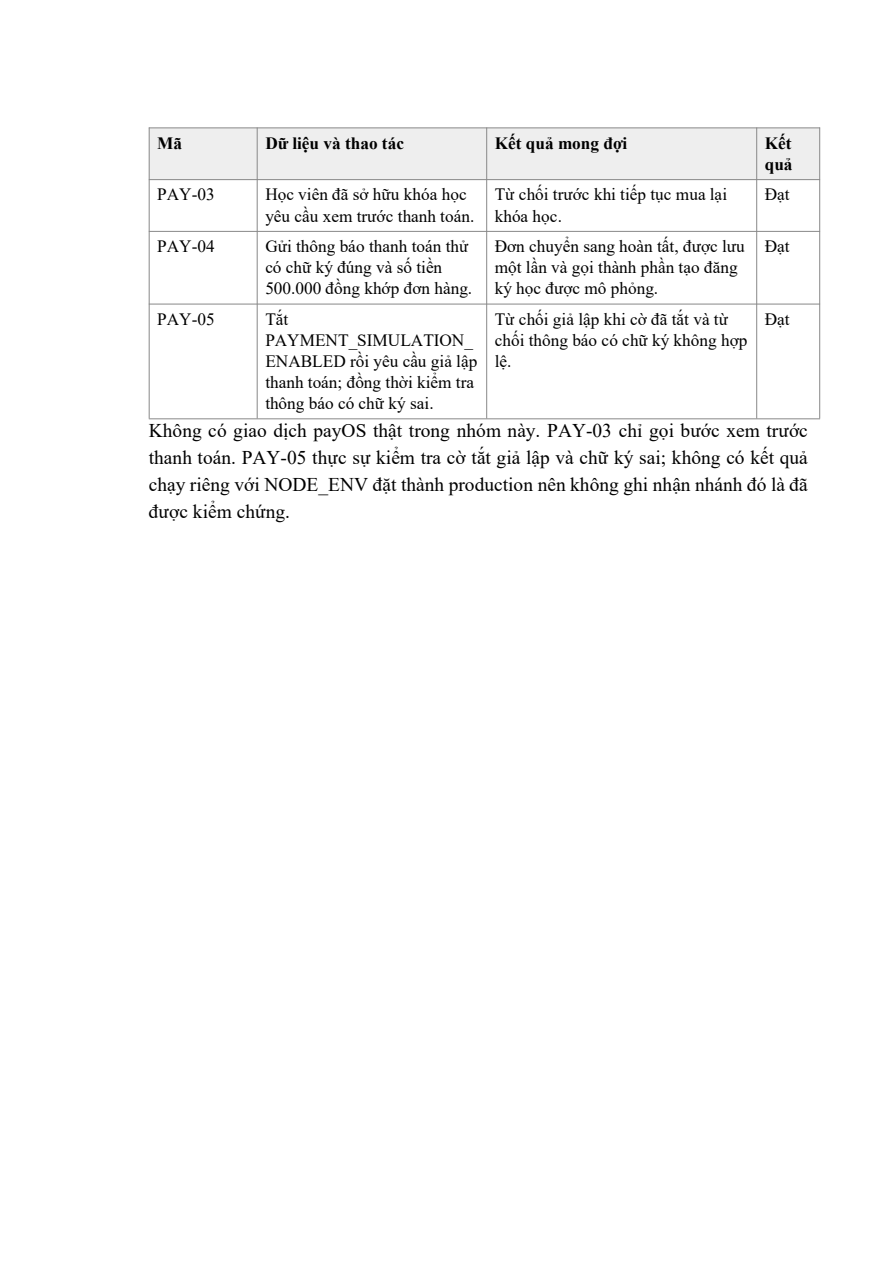 Mã Dữ liệu và thao tác Kết quả mong đợi Kết
quả
PAY-03 Học viên đã sở hữu khóa học Từ chối trước khi tiếp tục mua lại Đạt
yêu cầu xem trước thanh toán. khóa học.
PAY-04 Gửi thông báo thanh toán thử Đơn chuyển sang hoàn tất, được lưu Đạt
có chữ ký đúng và số tiền một lần và gọi thành phần tạo đăng
500.000 đồng khớp đơn hàng. ký học được mô phỏng.
PAY-05 Tắt Từ chối giả lập khi cờ đã tắt và từ Đạt
PAYMENT_SIMULATION_ chối thông báo có chữ ký không hợp
ENABLED rồi yêu cầu giả lập lệ.
thanh toán; đồng thời kiểm tra
thông báo có chữ ký sai.
Không có giao dịch payOS thật trong nhóm này. PAY-03 chỉ gọi bước xem trước
thanh toán. PAY-05 thực sự kiểm tra cờ tắt giả lập và chữ ký sai; không có kết quả
chạy riêng với NODE_ENV đặt thành production nên không ghi nhận nhánh đó là đã
được kiểm chứng.